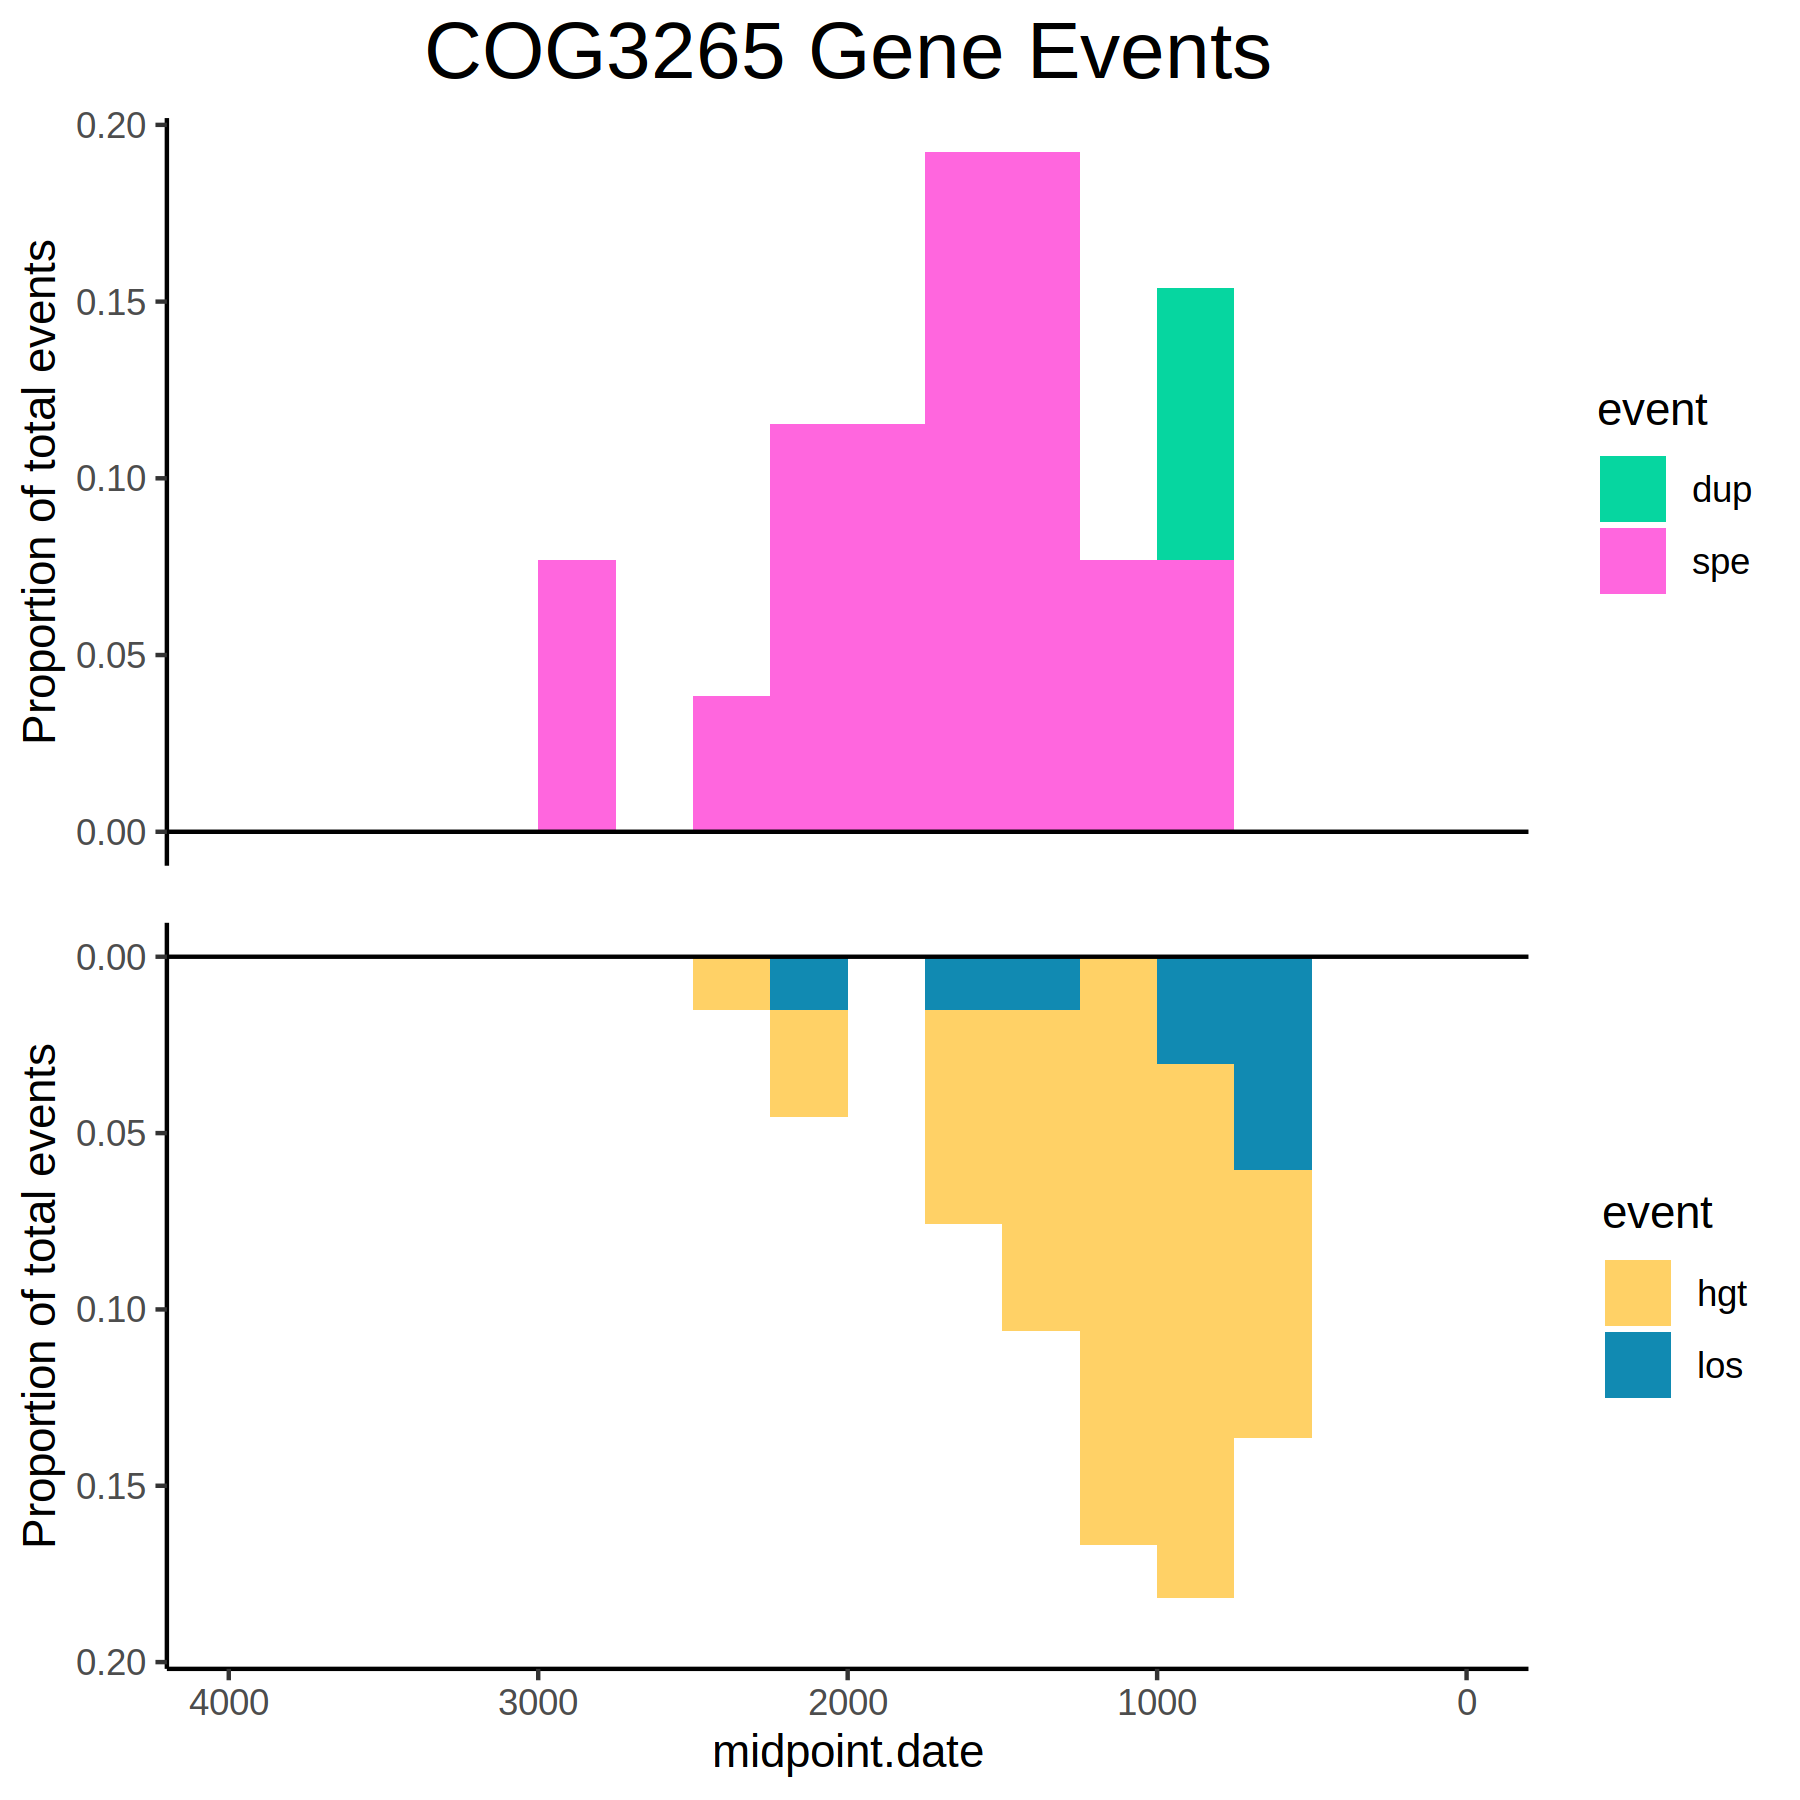 COG3265 Gene Events
0.20
0.15
0.10
0.05
0.00
Proportion of total events
event
dup
spe
0.00
0.05
0.10
0.15
0.20
Proportion of total events
event
hgt
los
4000 3000 2000 1000 0
midpoint.date